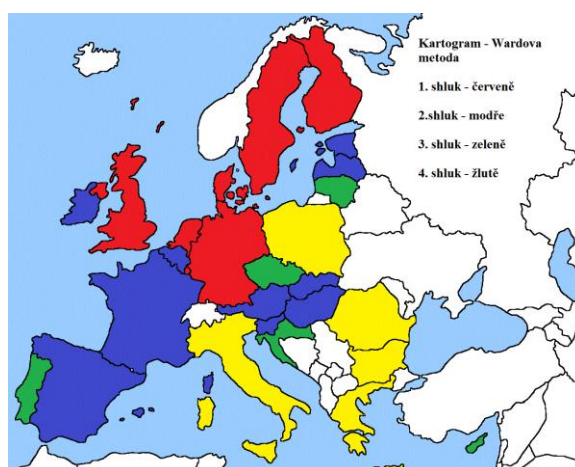 Kartogram - Wardova
metoda
1. shluk - červeně
2.shluk - modře
3. shluk - zeleně
4. shluk - žlutě